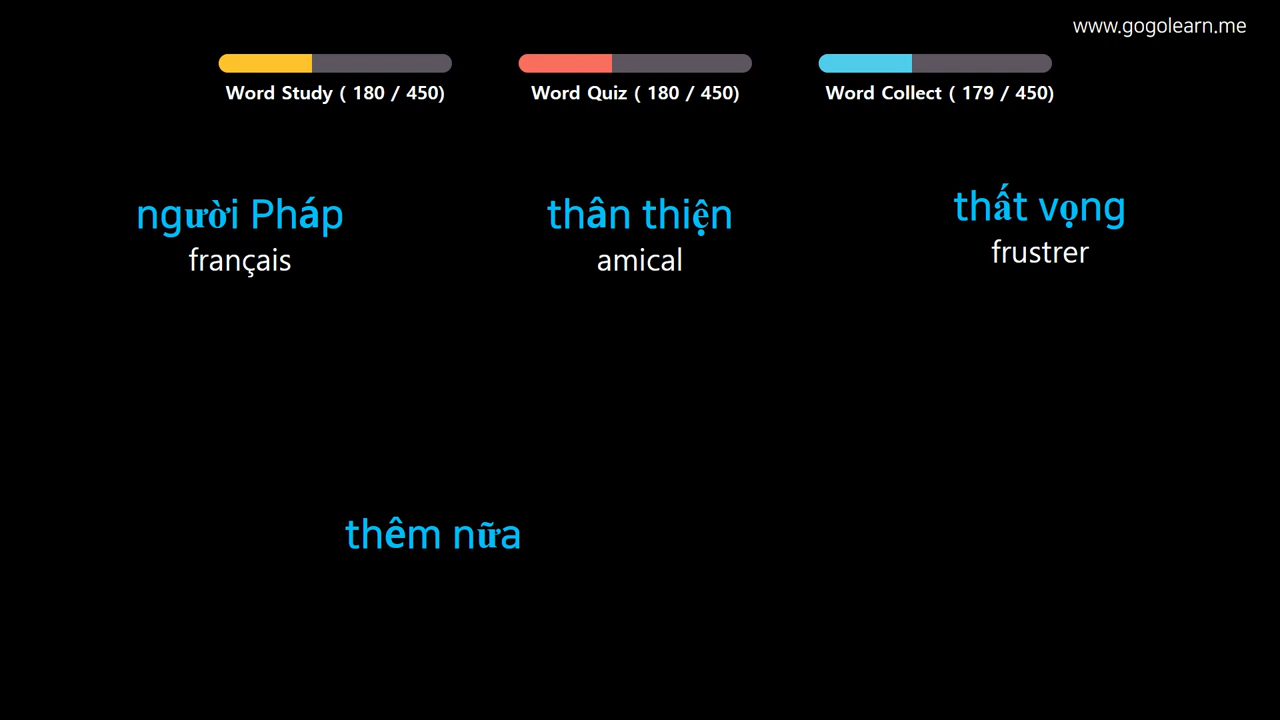 www.gogolearn.me
Word Study ( 180 / 450)
Word Quiz ( 180 / 450)
Word Collect ( 179 / 450)
người Pháp
français
thân thiện
amical
thất vọng
frustrer
thêm nữa